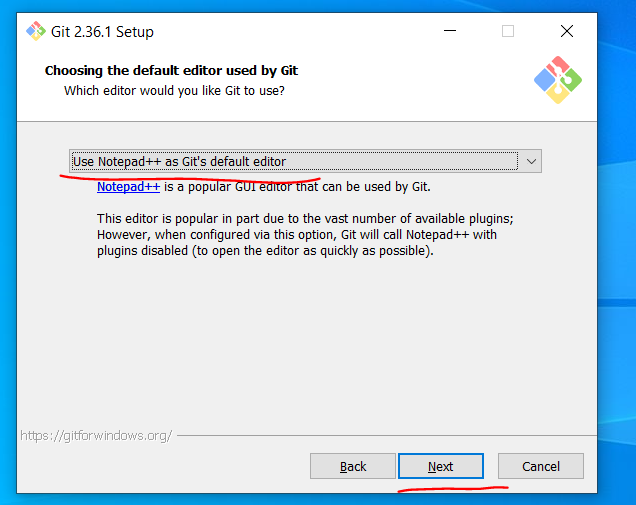 Git 2.36.1 Setup
Choosing the default editor used by Git
Which editor would you like Git to use?
Use Notepad++ as Git's default editor
Notepad++ is a popular GUI editor that can be used by Git.
This editor is popular in part due to the vast number of available plugins;
However, when configured via this option, Git will call Notepad++ with
plugins disabled (to open the editor as quickly as possible).
https://gitforwindows.org/
Back Next Cancel